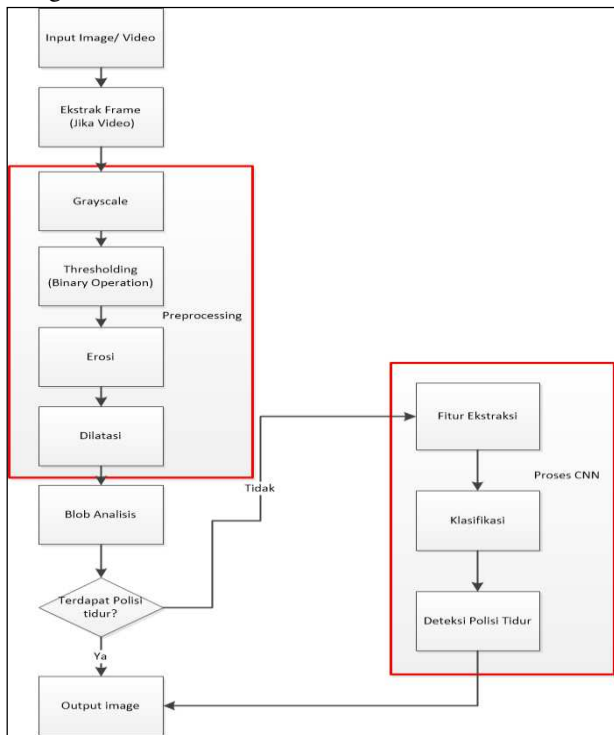 Input Image/ Video
Ekstrak Frame
(Jika Video)
Grayscale
Thresholding
(Binary Operation)
Preprocessing
Erosi
Dilatasi
Blob Analisis
Terdapat Polisi
tidur?
Tidak
Ya
Output image
Fitur Ekstraksi
Proses CNN
Klasifikasi
Deteksi Polisi Tidur